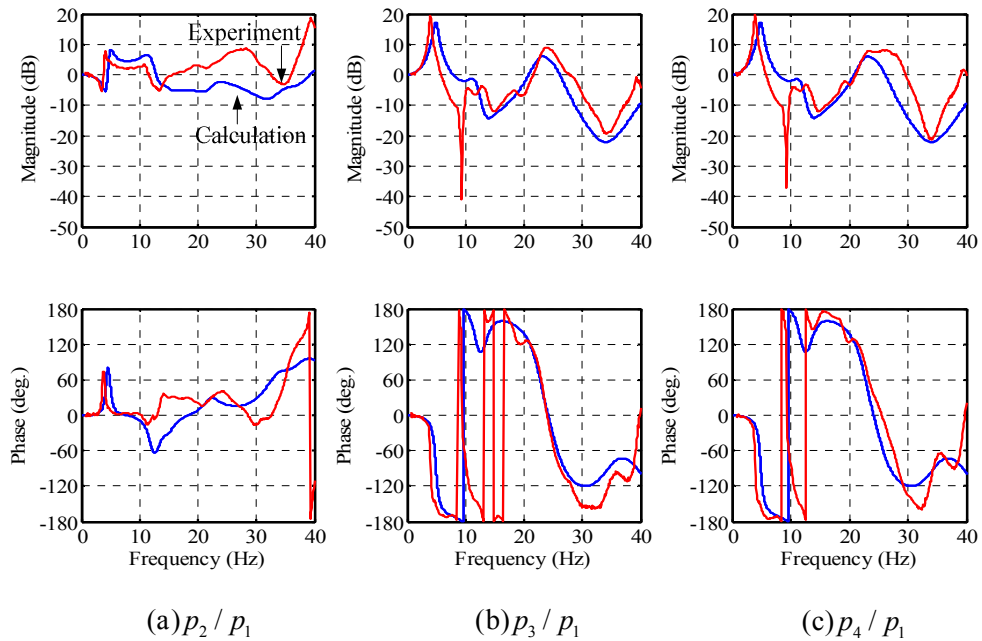 Magnitude (dB)
20
10
0
-10
-20
-30
-40
-50
0 10 20 30 40
Experiment
Calculation
Magnitude (dB)
20
10
0
-10
-20
-30
-40
-50
0 10 20 30 40
Magnitude (dB)
20
10
0
-10
-20
-30
-40
-50
0 10 20 30 40
Phase (deg.)
180
120
60
0
-60
-120
-180
0 10 20 30 40
Frequency (Hz)
Phase (deg.)
180
120
60
0
-60
-120
-180
0 10 20 30 40
Frequency (Hz)
Phase (deg.)
180
120
60
0
-60
-120
-180
0 10 20 30 40
Frequency (Hz)
(a) p₂ / p₁
(b) p₃ / p₁
(c) p₄ / p₁